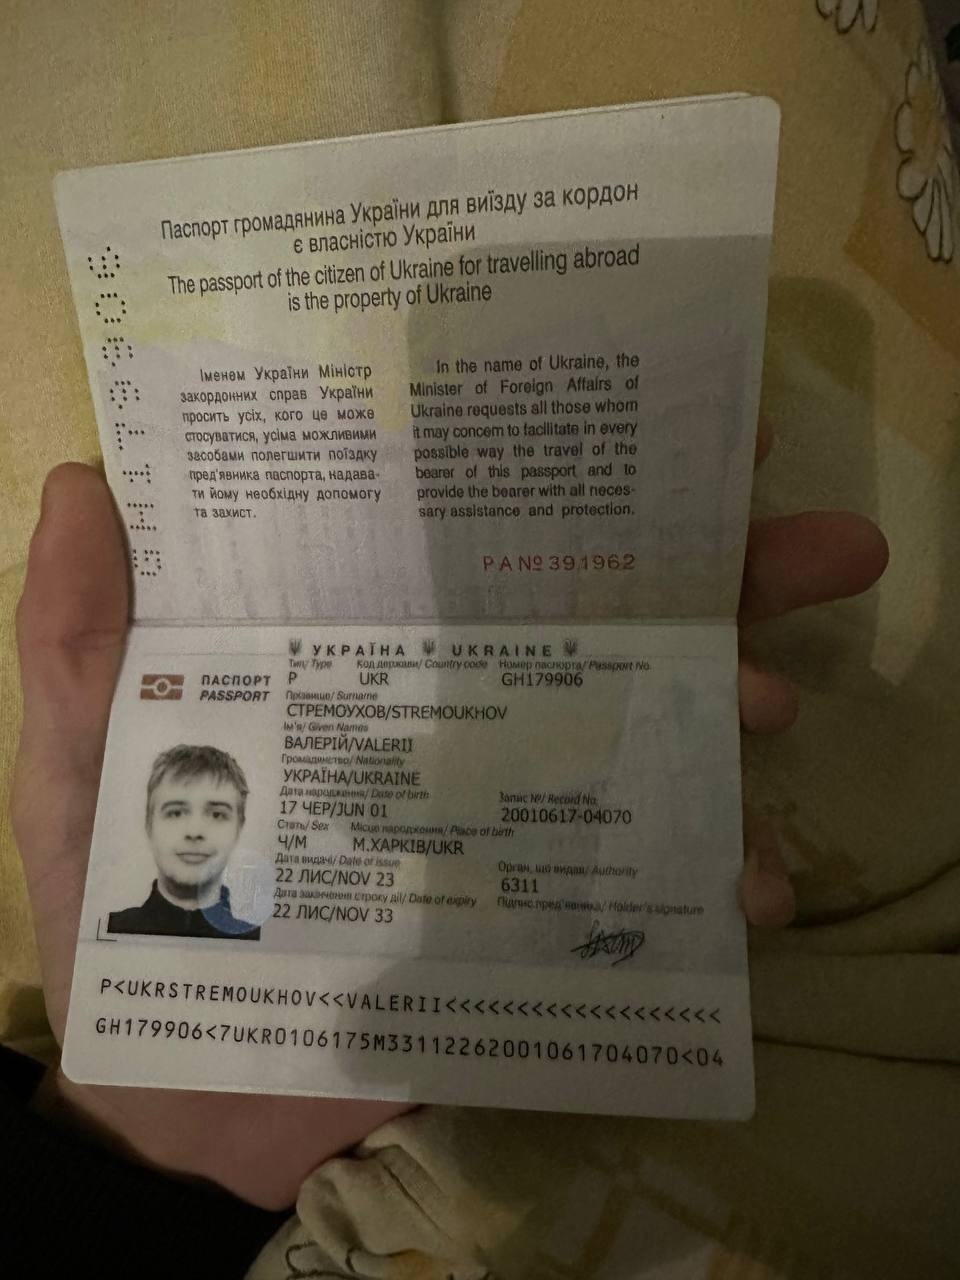 Паспорт громадянина України для виїзду за кордон
є власністю України
The passport of the citizen of Ukraine for travelling abroad
is the property of Ukraine
Іменем України Міністр
закордонних справ України
просить усіх, кого це може
стосуватися, усіма можливими
засобами полегшити поїздку
пред'явника паспорта, надава-
ти йому необхідну допомогу
та захист.
In the name of Ukraine, the
Minister of Foreign Affairs of
Ukraine requests all those whom
it may concern to facilitate in every
possible way the travel of the
bearer of this passport and to
provide the bearer with all neces-
sary assistance and protection.
РА № 391962
УКРАЇНА UKRAINE
ПАСПОРТ
PASSPORT
Тип/ Type Код держави/ Country code Номер паспорта/ Passport No.
P UKR GH179906
Прізвище/ Surname
СТРЕМОУХОВ/STREMOUKHOV
Ім'я/ Given Names
ВАЛЕРІЙ/VALERII
Громадянство/ Nationality
УКРАЇНА/UKRAINE
Дата народження/ Date of birth Запис №/ Record No.
17 ЧЕР/JUN 01 20010617-04070
Стать/ Sex Місце народження/ Place of birth
Ч/M М.ХАРКІВ/UKR
Дата видачі/ Date of issue Орган, що видав/ Authority
22 ЛИС/NOV 23 6311
Дата закінчення строку дії/ Date of expiry Підпис пред'явника/ Holder's signature
22 ЛИС/NOV 33
P<UKRSTREMOUKHOV<<VALERII<<<<<<<<<<<<<<<<<<<
GH179906<7UKR0106175M3311226200106170​4070<04